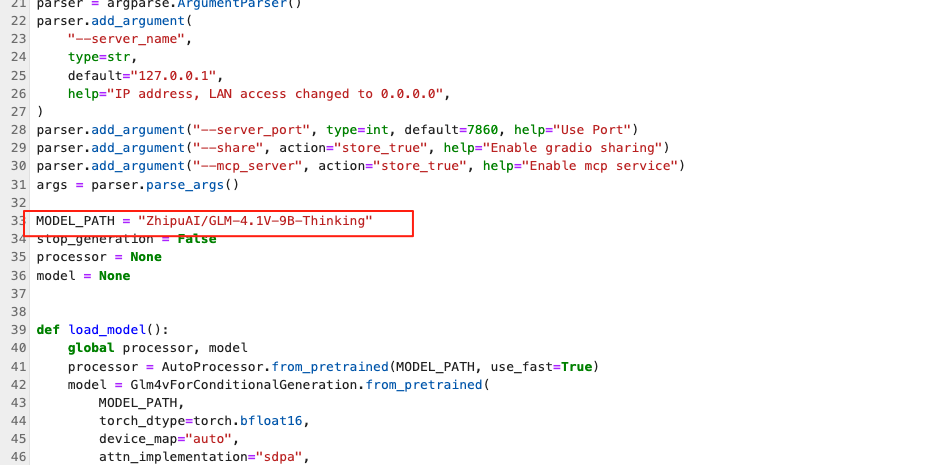 21 parser = argparse.ArgumentParser()
22 parser.add_argument(
23     "--server_name",
24     type=str,
25     default="127.0.0.1",
26     help="IP address, LAN access changed to 0.0.0.0",
27 )
28 parser.add_argument("--server_port", type=int, default=7860, help="Use Port")
29 parser.add_argument("--share", action="store_true", help="Enable gradio sharing")
30 parser.add_argument("--mcp_server", action="store_true", help="Enable mcp service")
31 args = parser.parse_args()
32
33 MODEL_PATH = "ZhipuAI/GLM-4.1V-9B-Thinking"
34 stop_generation = False
35 processor = None
36 model = None
37
38
39 def load_model():
40     global processor, model
41     processor = AutoProcessor.from_pretrained(MODEL_PATH, use_fast=True)
42     model = Glm4vForConditionalGeneration.from_pretrained(
43         MODEL_PATH,
44         torch_dtype=torch.bfloat16,
45         device_map="auto",
46         attn_implementation="sdpa",